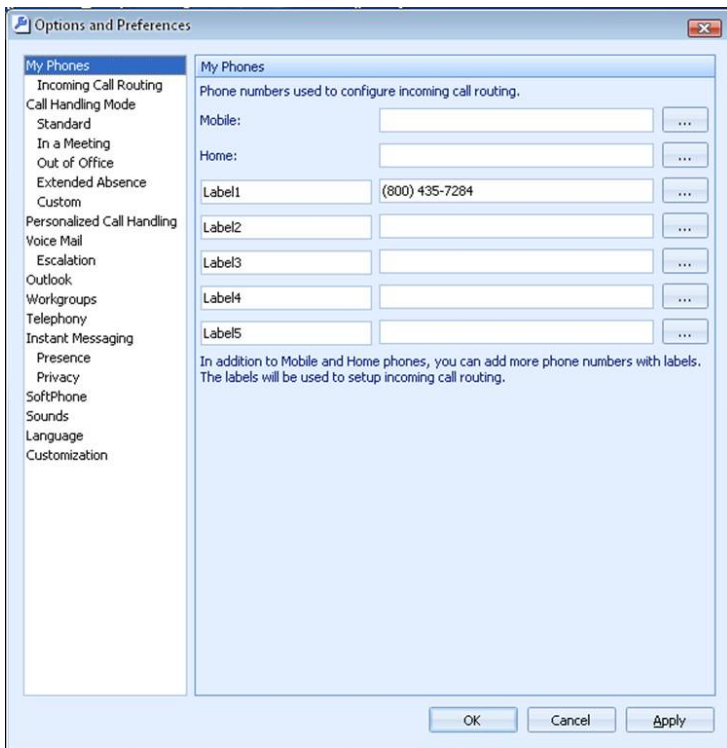 Options and Preferences
My Phones
Incoming Call Routing
Call Handling Mode
Standard
In a Meeting
Out of Office
Extended Absence
Custom
Personalized Call Handling
Voice Mail
Escalation
Outlook
Workgroups
Telephony
Instant Messaging
Presence
Privacy
SoftPhone
Sounds
Language
Customization
My Phones
Phone numbers used to configure incoming call routing.
Mobile: ...
Home: ...
Label1 (800) 435-7284 ...
Label2 ...
Label3 ...
Label4 ...
Label5 ...
In addition to Mobile and Home phones, you can add more phone numbers with labels.
The labels will be used to setup incoming call routing.
OK Cancel Apply